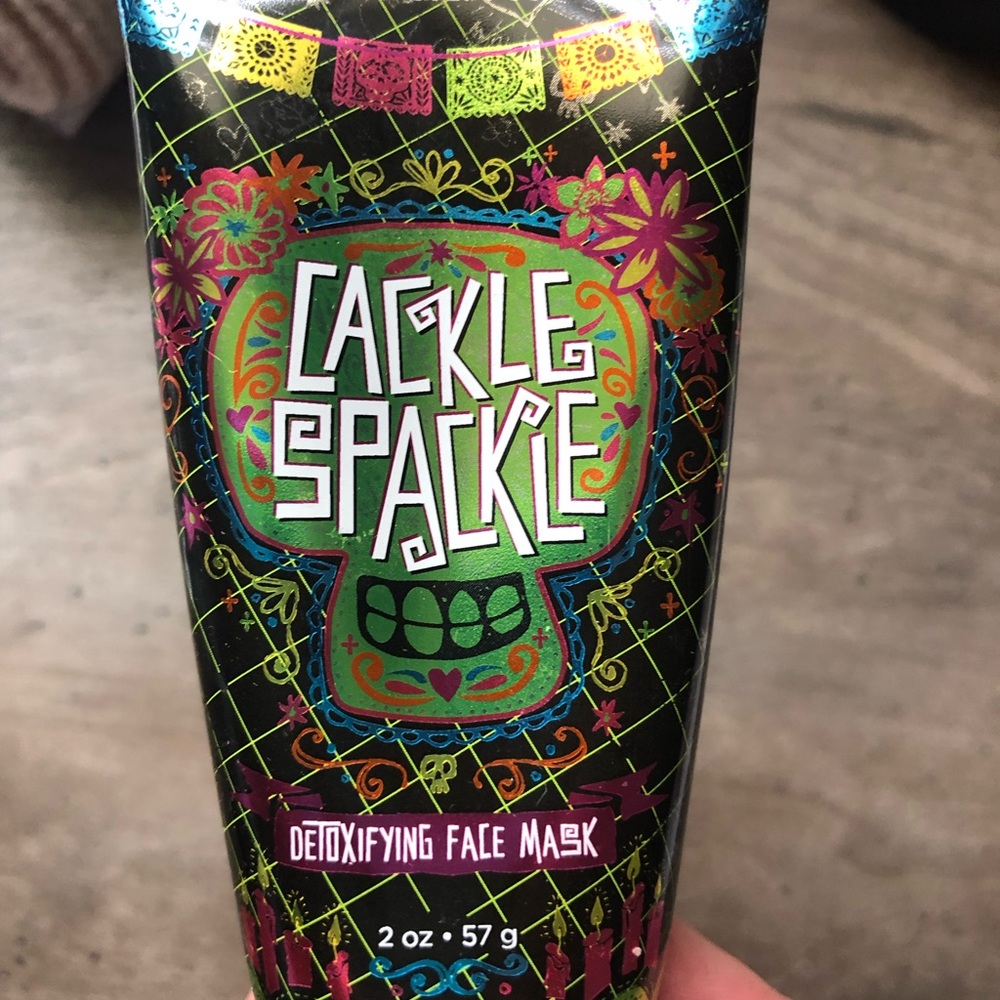 CACKLE
SPACKLE
DETOXIFYING FACE MASK
2 oz • 57 g